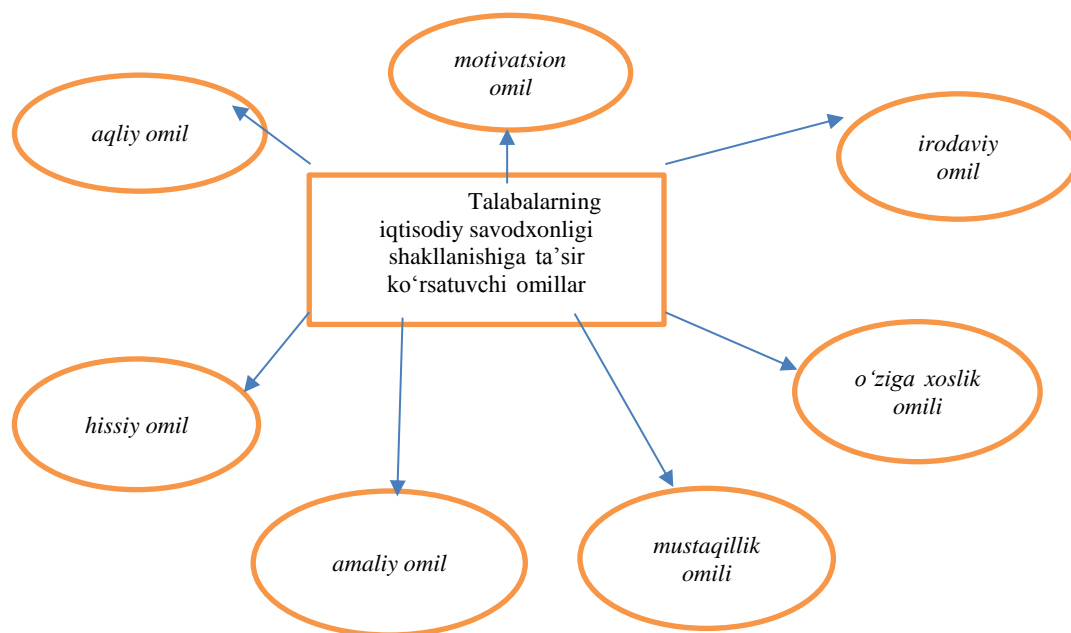 motivatsion
omil
aqliy omil
irodaviy
omil
Talabalarning
iqtisodiy savodxonligi
shakllanishiga ta’sir
ko‘rsatuvchi omillar
o‘ziga xoslik
omili
hissiy omil
amaliy omil
mustaqillik
omili